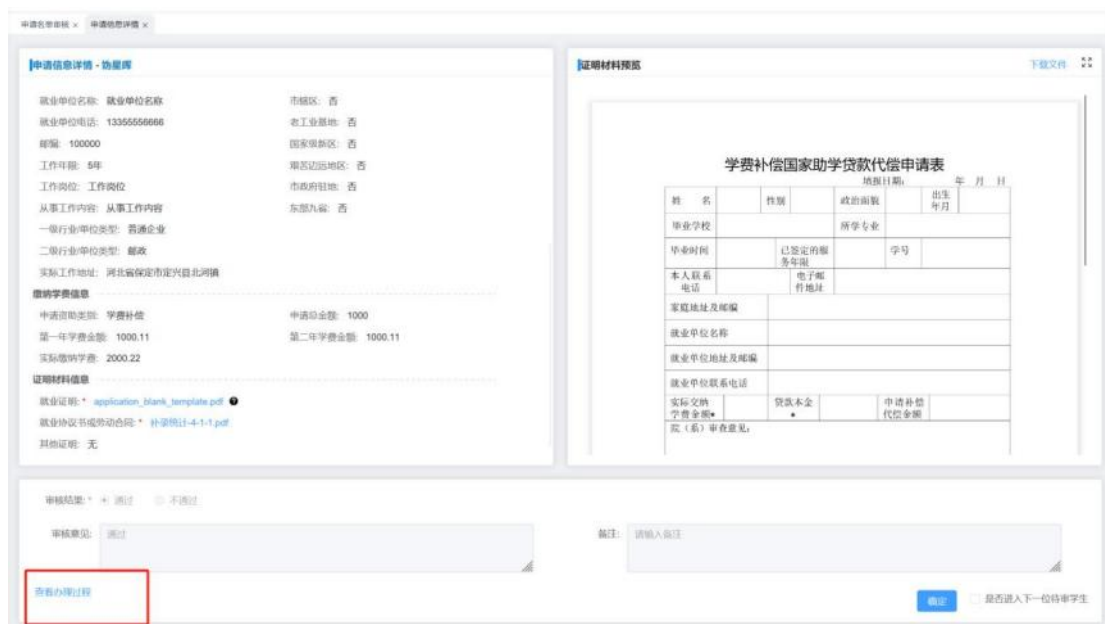 申请名单审核 × 申请信息详情 ×
申请信息详情 -
就业单位名称: 就业单位名称 市辖区: 否
就业单位电话: 13355556666 老工业基地: 否
邮编: 100000 国家级新区: 否
工作年限: 5年 艰苦边远地区: 否
工作岗位: 工作岗位 市政府驻地: 否
从事工作内容: 从事工作内容 东部九省: 否
一级行业/单位类型: 普通企业
二级行业/单位类型: 邮政
实际工作地址: 河北省保定市定兴县北河镇
缴纳学费信息
申请资助类别: 学费补偿 申请总金额: 1000
第一年学费金额: 1000.11 第二年学费金额: 1000.11
实际缴纳学费: 2000.22
证明材料信息
就业证明: * application_blank_template.pdf
就业协议书或劳动合同: * 补录统计-4-1-1.pdf
其他证明: 无
证明材料预览 下载文件
学费补偿国家助学贷款代偿申请表
填报日期: 年 月 日
姓 名 性别 政治面貌 出生年月
毕业学校 所学专业
毕业时间 已签定的服务年限 学号
本人联系电话 电子邮件地址
家庭地址及邮编
就业单位名称
就业单位地址及邮编
就业单位联系电话
实际交纳学费金额* 贷款本金* 申请补偿代偿金额
院（系）审查意见:
审核结果: * 通过 不通过
审核意见: 通过 备注: 请输入备注
查看办理过程
确定 是否进入下一位待审学生